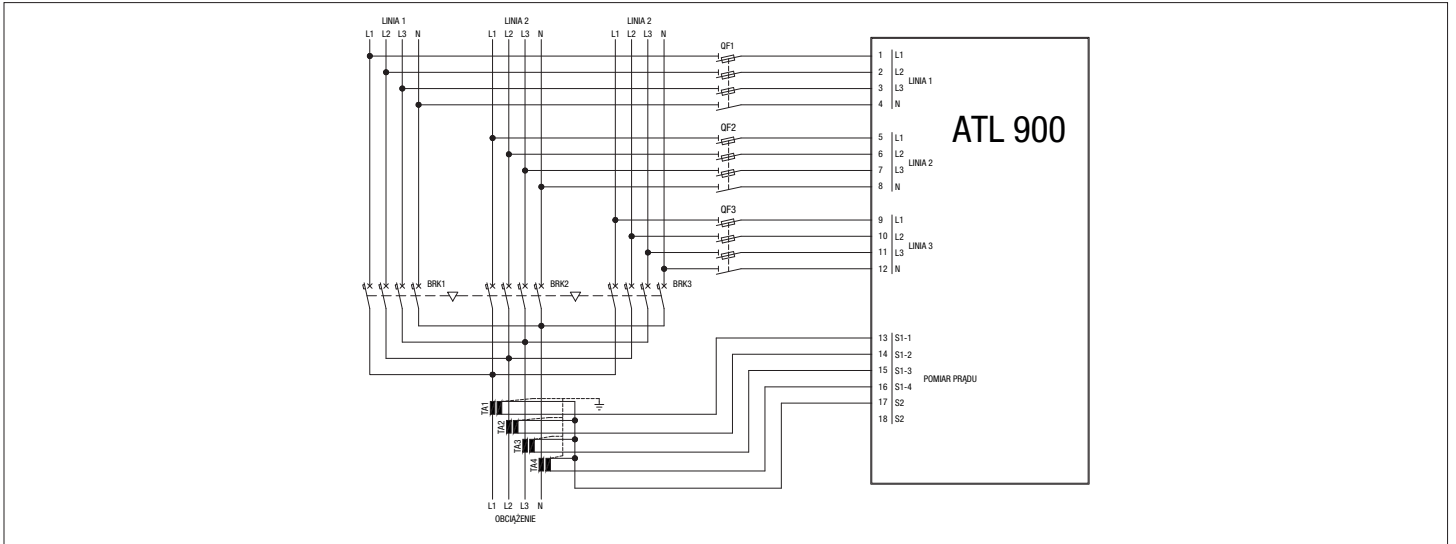 LINIA 1 LINIA 2 LINIA 2
L1 L2 L3 N L1 L2 L3 N L1 L2 L3 N
QF1
1 L1
2 L2
LINIA 1
3 L3
4 N
ATL 900
QF2
5 L1
6 L2
LINIA 2
7 L3
8 N
QF3
9 L1
10 L2
LINIA 3
11 L3
12 N
BRK1 BRK2 BRK3
13 S1-1
14 S1-2
15 S1-3
POMIAR PRĄDU
16 S1-4
17 S2
18 S2
TA1
TA2
TA3
TA4
L1 L2 L3 N
OBCIĄŻENIE